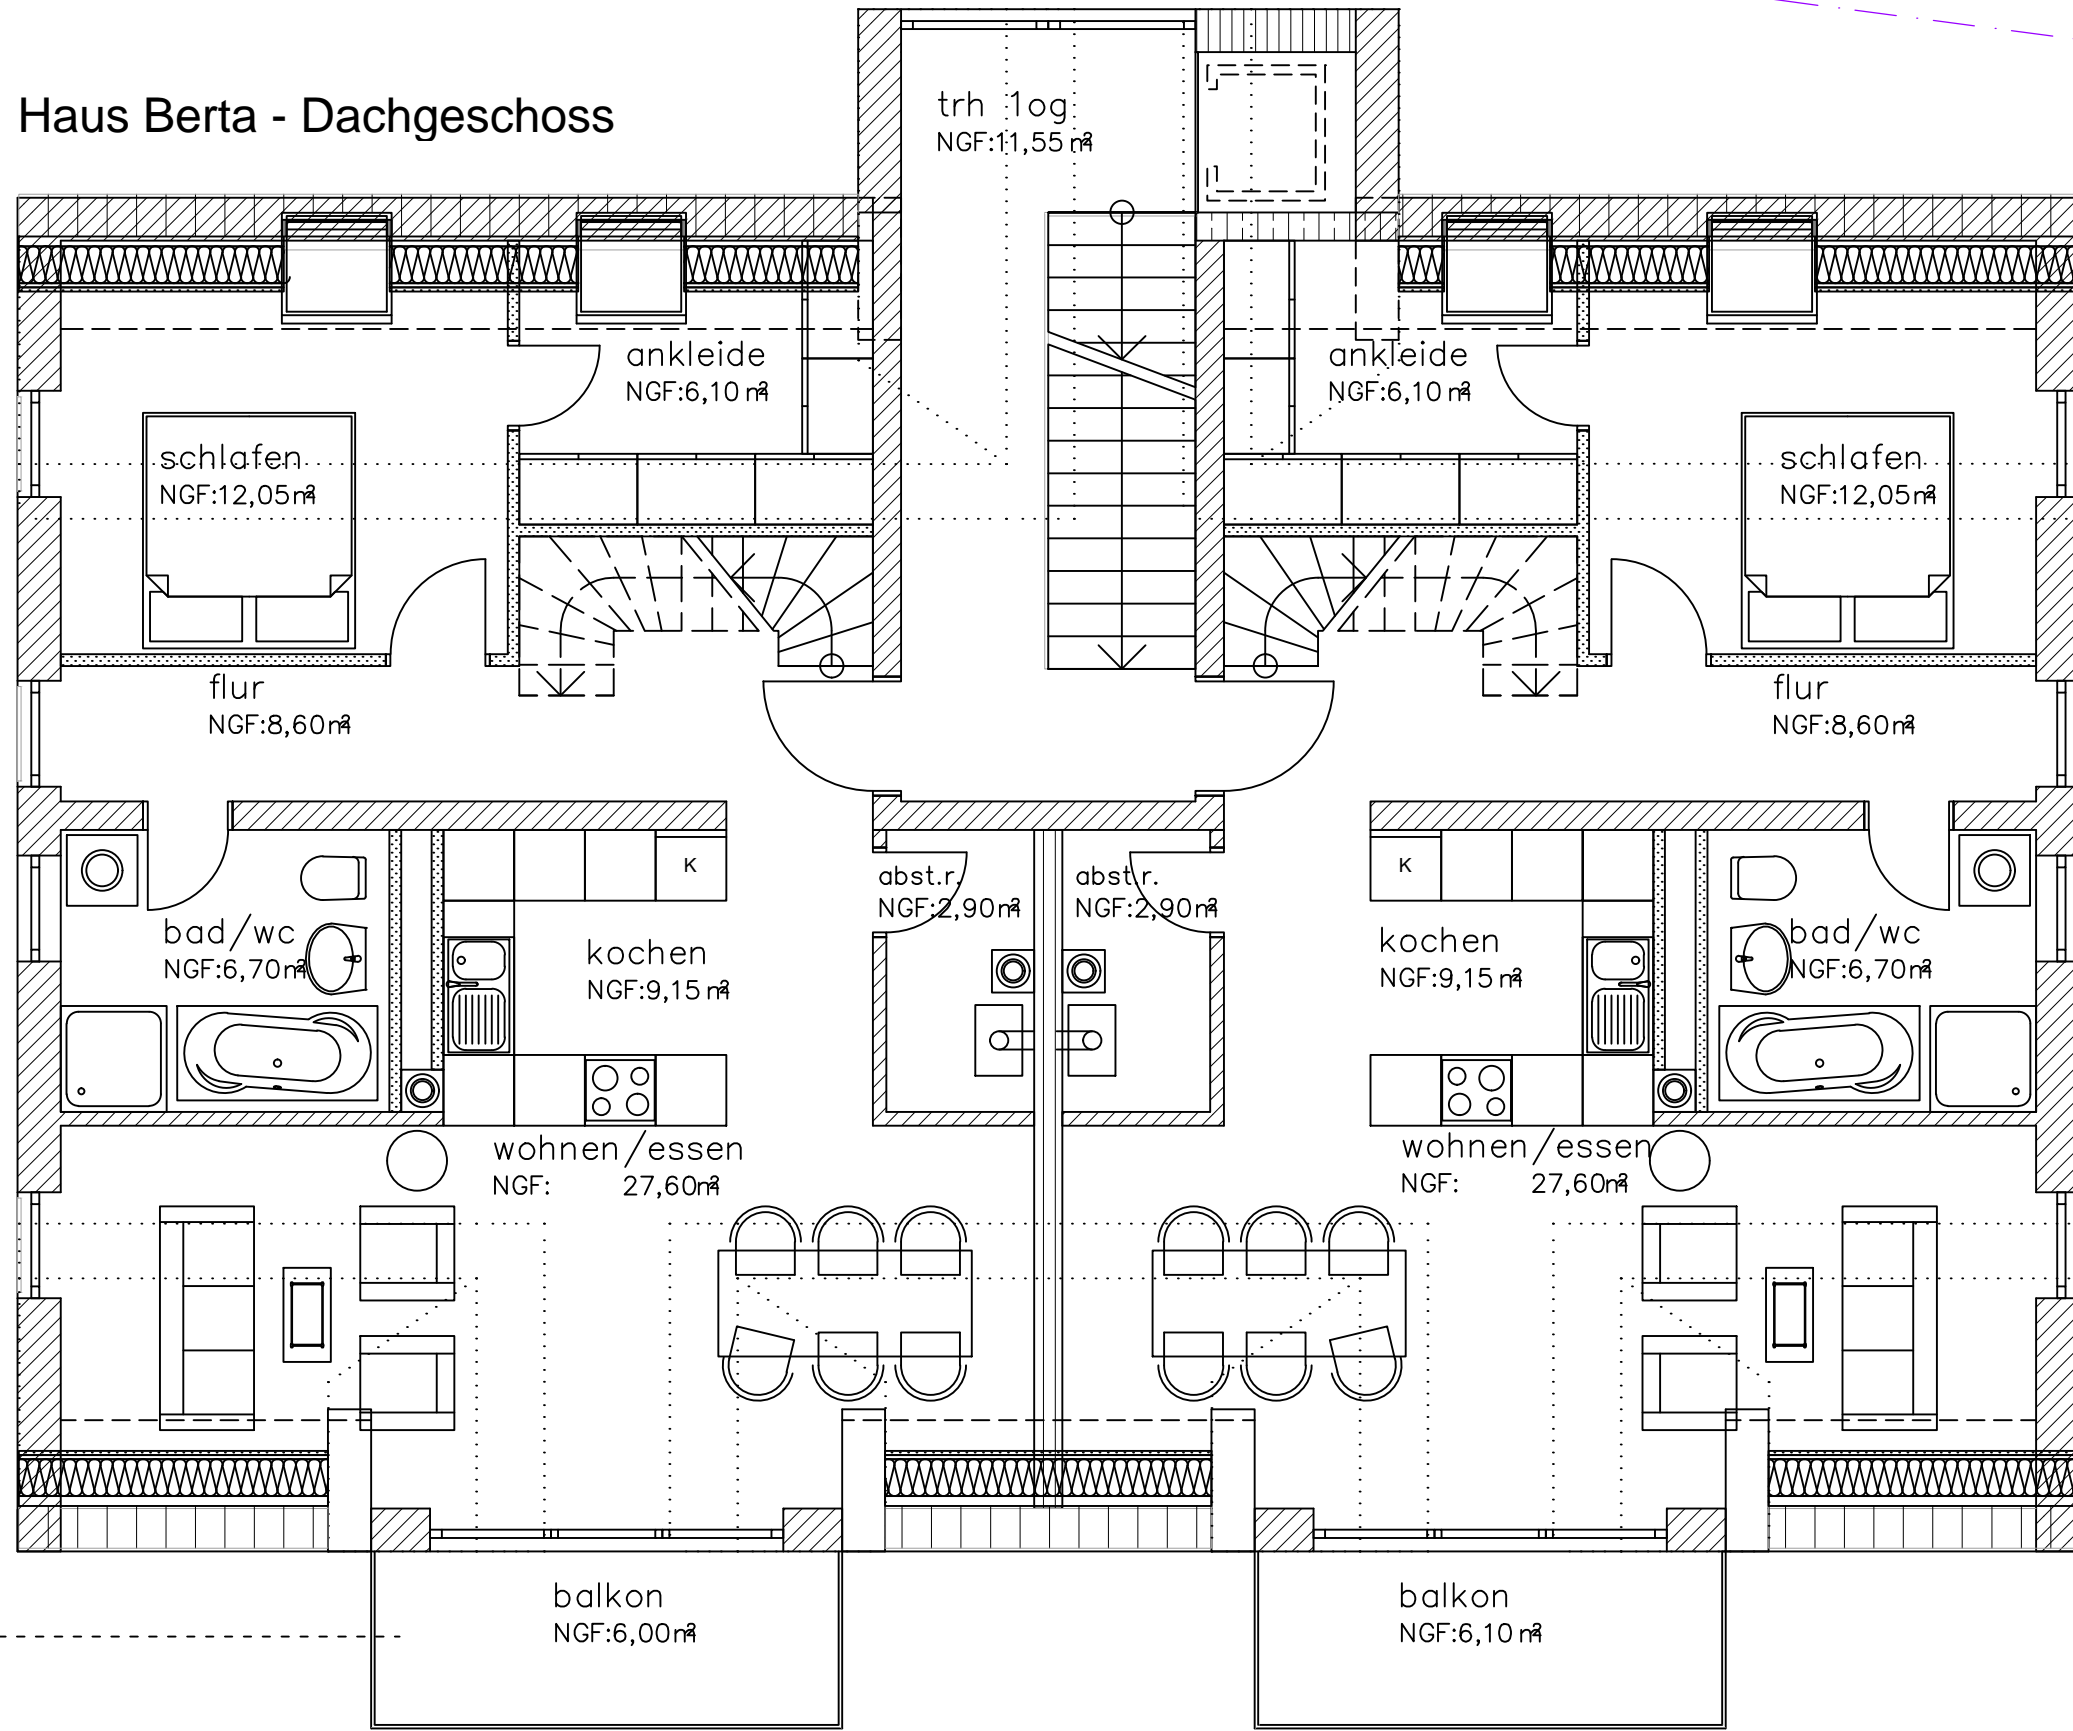 Haus Berta - Dachgeschoss
trh 1og
NGF:11,55 m²
ankleide
NGF:6,10 m²
ankleide
NGF:6,10 m²
schlafen
NGF:12,05m²
schlafen
NGF:12,05m²
flur
NGF:8,60m²
flur
NGF:8,60m²
K
K
abst.r.
NGF:2,90m²
abst.r.
NGF:2,90m²
bad/wc
NGF:6,70m²
kochen
NGF:9,15 m²
kochen
NGF:9,15 m²
bad/wc
NGF:6,70m²
wohnen/essen
NGF: 27,60m²
wohnen/essen
NGF: 27,60m²
balkon
NGF:6,00m²
balkon
NGF:6,10 m²